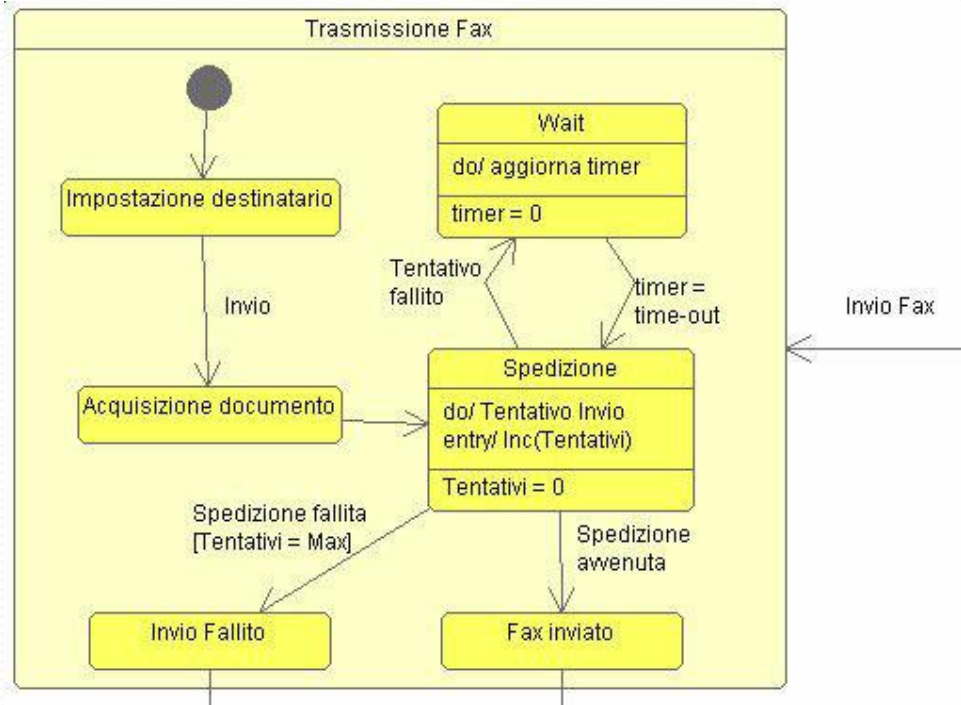 Trasmissione Fax
Wait
do/ aggiorna timer
timer = 0
Impostazione destinatario
Tentativo
fallito
timer =
time-out
Invio
Invio Fax
Spedizione
do/ Tentativo Invio
entry/ Inc(Tentativi)
Tentativi = 0
Acquisizione documento
Spedizione fallita
[Tentativi = Max]
Spedizione
avvenuta
Invio Fallito
Fax inviato